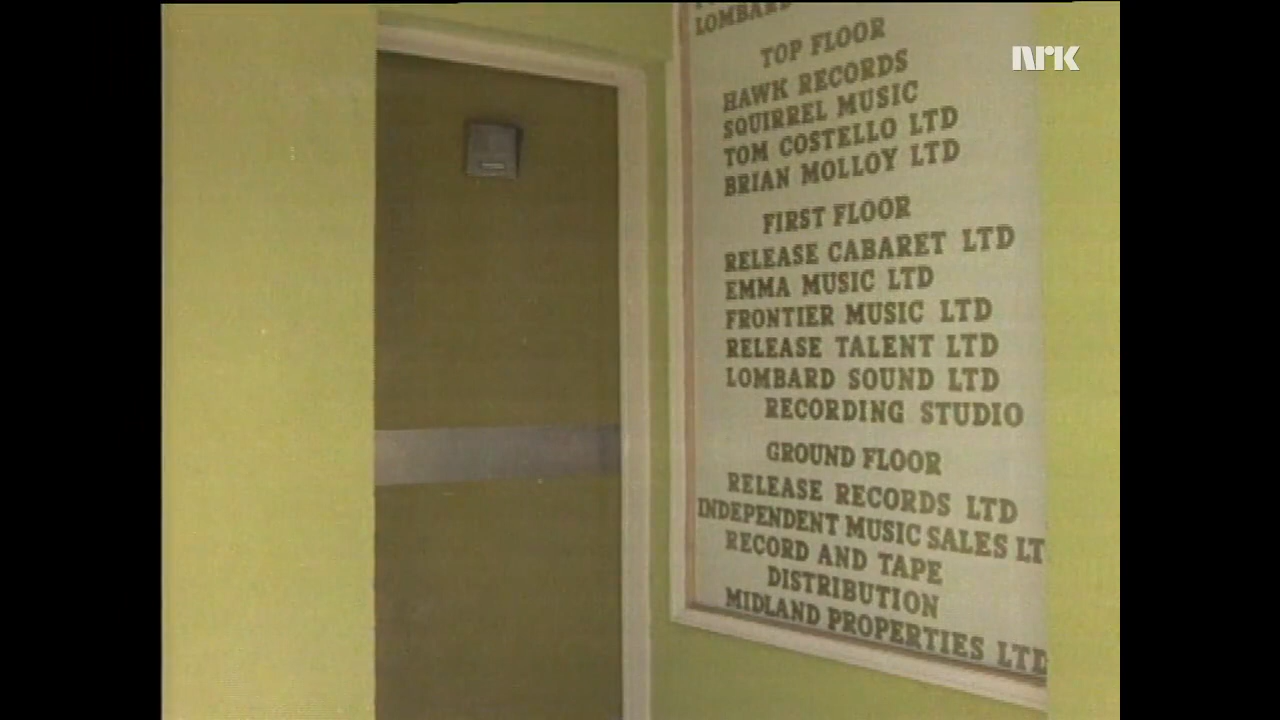 LOMBARD
TOP FLOOR
HAWK RECORDS
SQUIRREL MUSIC
TOM COSTELLO LTD
BRIAN MOLLOY LTD
FIRST FLOOR
RELEASE CABARET LTD
EMMA MUSIC LTD
FRONTIER MUSIC LTD
RELEASE TALENT LTD
LOMBARD SOUND LTD
RECORDING STUDIO
GROUND FLOOR
RELEASE RECORDS LTD
INDEPENDENT MUSIC SALES LT
RECORD AND TAPE
DISTRIBUTION
MIDLAND PROPERTIES LTD
NRK